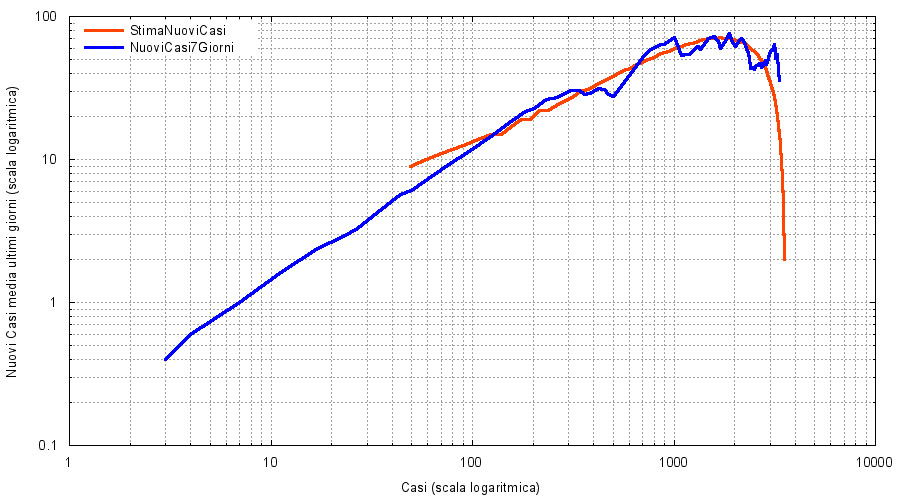 100
StimaNuoviCasi
NuoviCasi7Giorni
10
1
0.1
Nuovi Casi media ultimi giorni (scala logaritmica)
1
10
100
1000
10000
Casi (scala logaritmica)